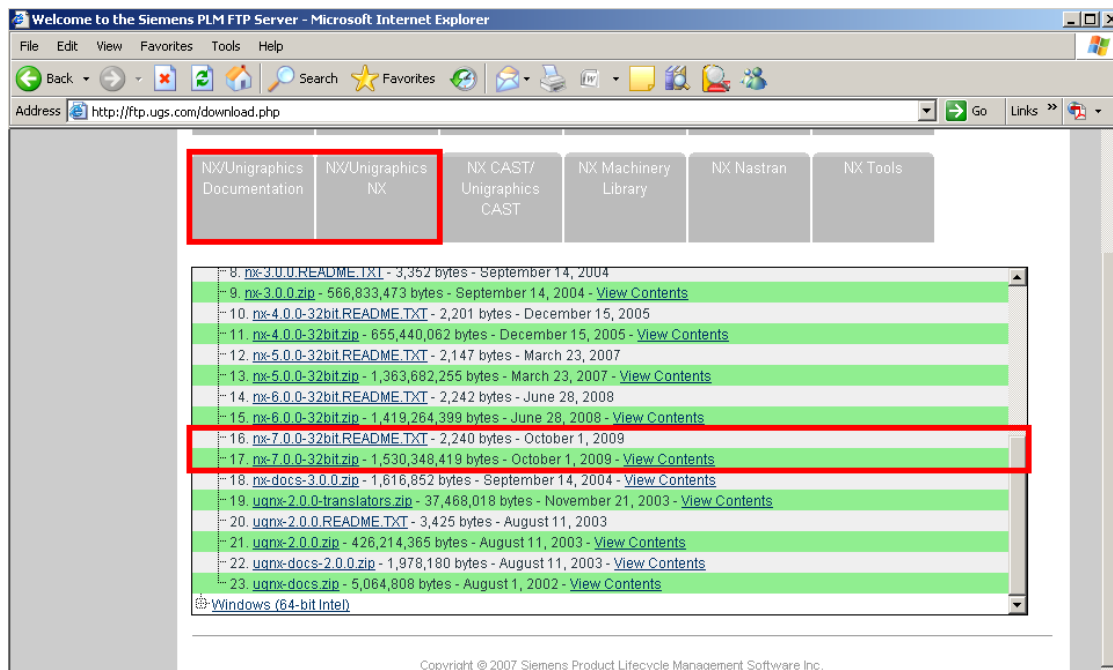 Welcome to the Siemens PLM FTP Server - Microsoft Internet Explorer
File Edit View Favorites Tools Help
Back Search Favorites
Address http://ftp.ugs.com/download.php Go Links »
NX/Unigraphics Documentation
NX/Unigraphics NX
NX CAST/ Unigraphics CAST
NX Machinery Library
NX Nastran
NX Tools
8. nx-3.0.0.README.TXT - 3,352 bytes - September 14, 2004
9. nx-3.0.0.zip - 566,833,473 bytes - September 14, 2004 - View Contents
10. nx-4.0.0-32bit.README.TXT - 2,201 bytes - December 15, 2005
11. nx-4.0.0-32bit.zip - 655,440,062 bytes - December 15, 2005 - View Contents
12. nx-5.0.0-32bit.README.TXT - 2,147 bytes - March 23, 2007
13. nx-5.0.0-32bit.zip - 1,363,682,255 bytes - March 23, 2007 - View Contents
14. nx-6.0.0-32bit.README.TXT - 2,242 bytes - June 28, 2008
15. nx-6.0.0-32bit.zip - 1,419,264,399 bytes - June 28, 2008 - View Contents
16. nx-7.0.0-32bit.README.TXT - 2,240 bytes - October 1, 2009
17. nx-7.0.0-32bit.zip - 1,530,348,419 bytes - October 1, 2009 - View Contents
18. nx-docs-3.0.0.zip - 1,616,852 bytes - September 14, 2004 - View Contents
19. ugnx-2.0.0-translators.zip - 37,468,018 bytes - November 21, 2003 - View Contents
20. ugnx-2.0.0.README.TXT - 3,425 bytes - August 11, 2003
21. ugnx-2.0.0.zip - 426,214,365 bytes - August 11, 2003 - View Contents
22. ugnx-docs-2.0.0.zip - 1,978,180 bytes - August 11, 2003 - View Contents
23. ugnx-docs.zip - 5,064,808 bytes - August 1, 2002 - View Contents
Windows (64-bit Intel)
Copyright © 2007 Siemens Product Lifecycle Management Software Inc.